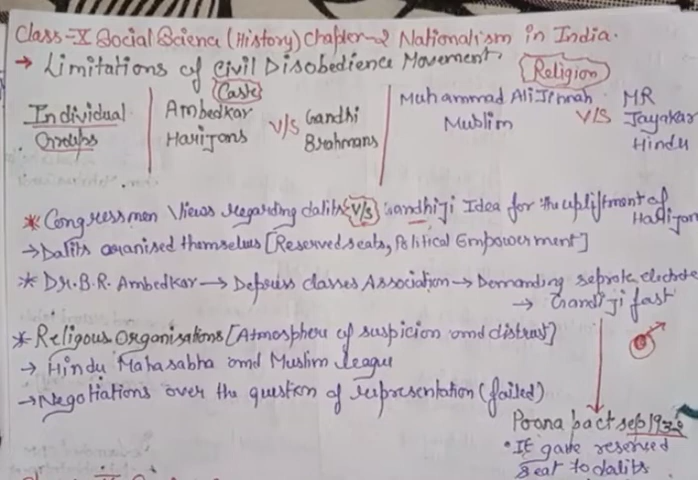 Class-X Social Science (History) Chapter-2 Nationalism in India.
→ Limitations of Civil Disobedience Movement.
Religion
Caste
Individual Groups
Ambedkar Harijans
V/S
Gandhi Brahmans
Muhammad Ali Jinnah Muslim
V/S
MR Jayakar Hindu
* Congressmen Views regarding dalits V/S Gandhiji Idea for the upliftment of Harijan
→ Dalits organised themselves [Reserved seats, Political Empowerment]
* Dr. B.R. Ambedkar → Depress classes Association → Demanding seprate
→ Gandhiji fast
* Religous Organisations [Atmosphere of suspicion and distrust]
→ Hindu Mahasabha and Muslim league
→ Negotiations over the question of representation (failed)
Poona pact sep 1932
• It gave reserved
seat to dalits